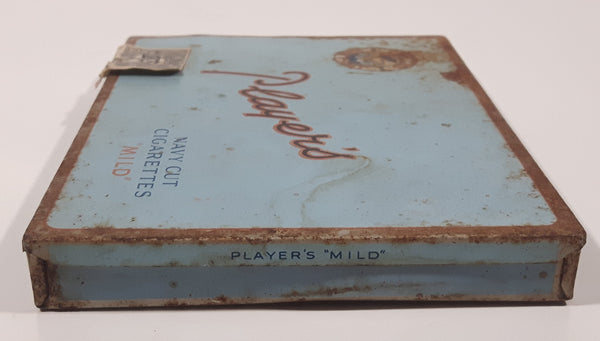 Player's
NAVY CUT
CIGARETTES
"MILD"
PLAYER'S "MILD"